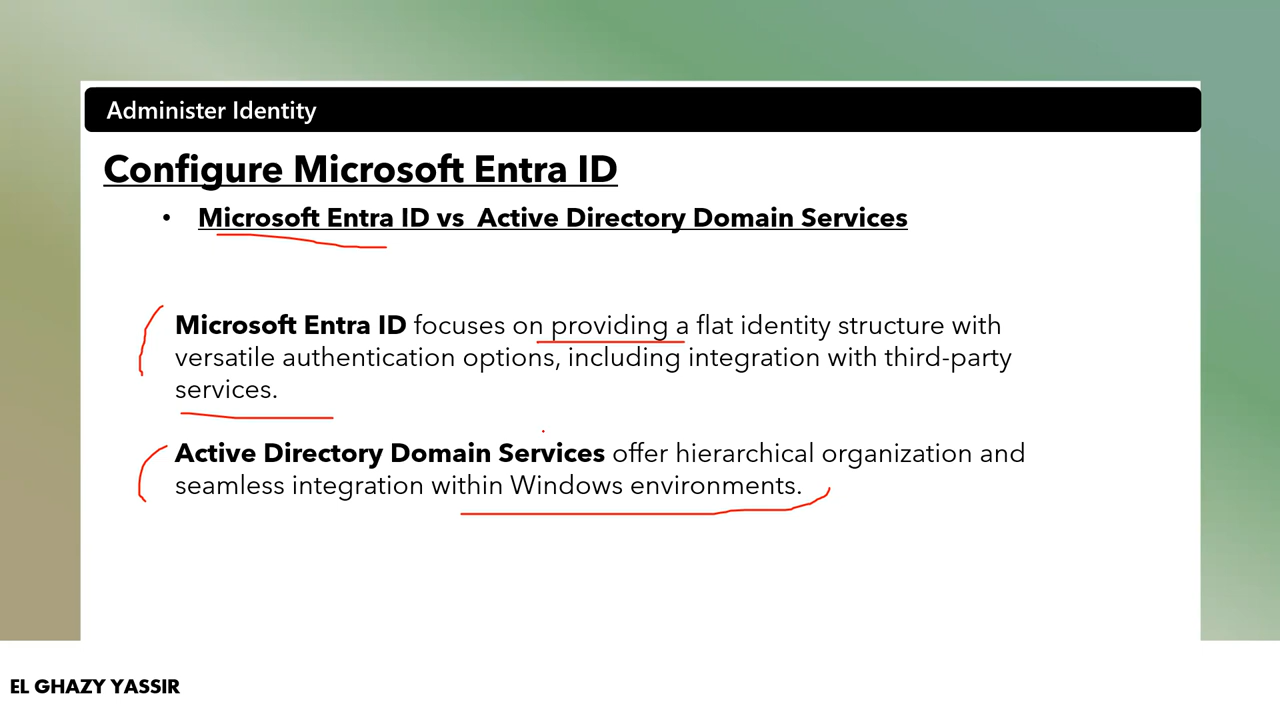 Administer Identity
Configure Microsoft Entra ID
• Microsoft Entra ID vs  Active Directory Domain Services
Microsoft Entra ID focuses on providing a flat identity structure with
versatile authentication options, including integration with third-party
services.
Active Directory Domain Services offer hierarchical organization and
seamless integration within Windows environments.
EL GHAZY YASSIR